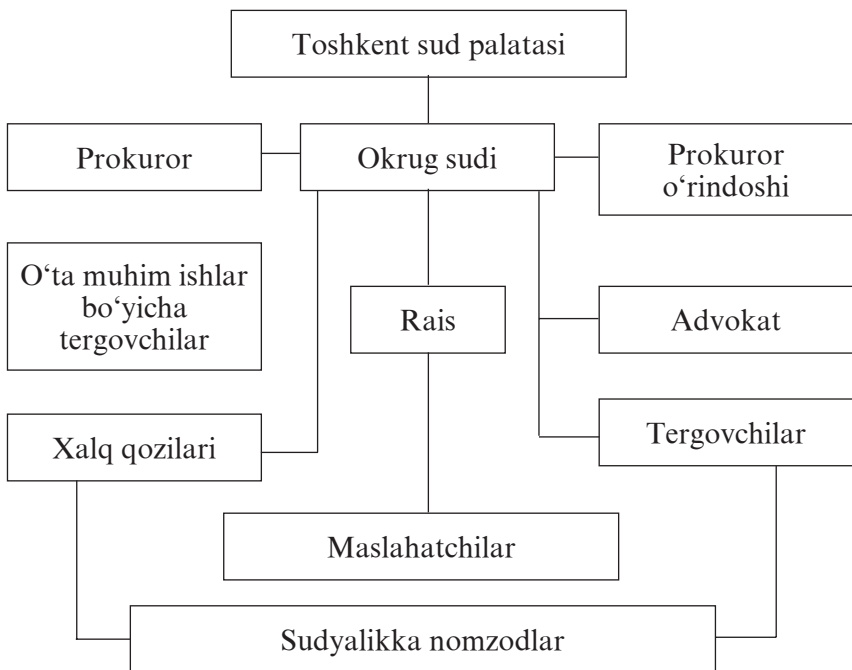 Toshkent sud palatasi
Prokuror
Okrug sudi
Prokuror
o‘rindoshi
O‘ta muhim ishlar
bo‘yicha
tergovchilar
Rais
Advokat
Xalq qozilari
Tergovchilar
Maslahatchilar
Sudyalikka nomzodlar